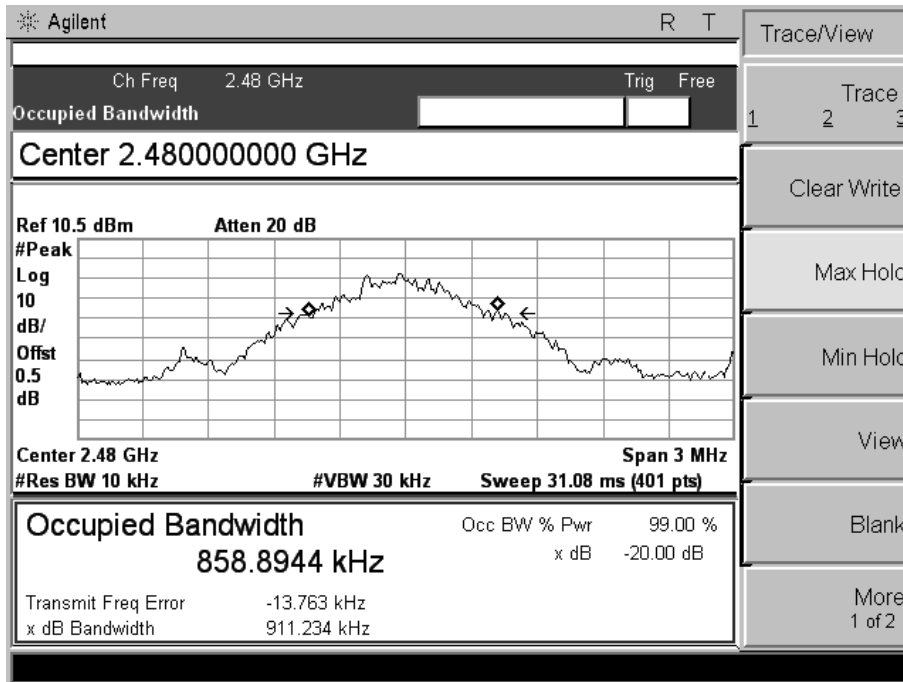 Agilent R T
Trace/View
Ch Freq 2.48 GHz Trig Free
Occupied Bandwidth
Trace
1 2 3
Center 2.480000000 GHz
Clear Write
Ref 10.5 dBm Atten 20 dB
#Peak
Log
10
dB/
Offst
0.5
dB
Max Hold
Min Hold
View
Center 2.48 GHz Span 3 MHz
#Res BW 10 kHz #VBW 30 kHz Sweep 31.08 ms (401 pts)
Occupied Bandwidth
858.8944 kHz
Occ BW % Pwr 99.00 %
x dB -20.00 dB
Transmit Freq Error -13.763 kHz
x dB Bandwidth 911.234 kHz
Blank
More
1 of 2